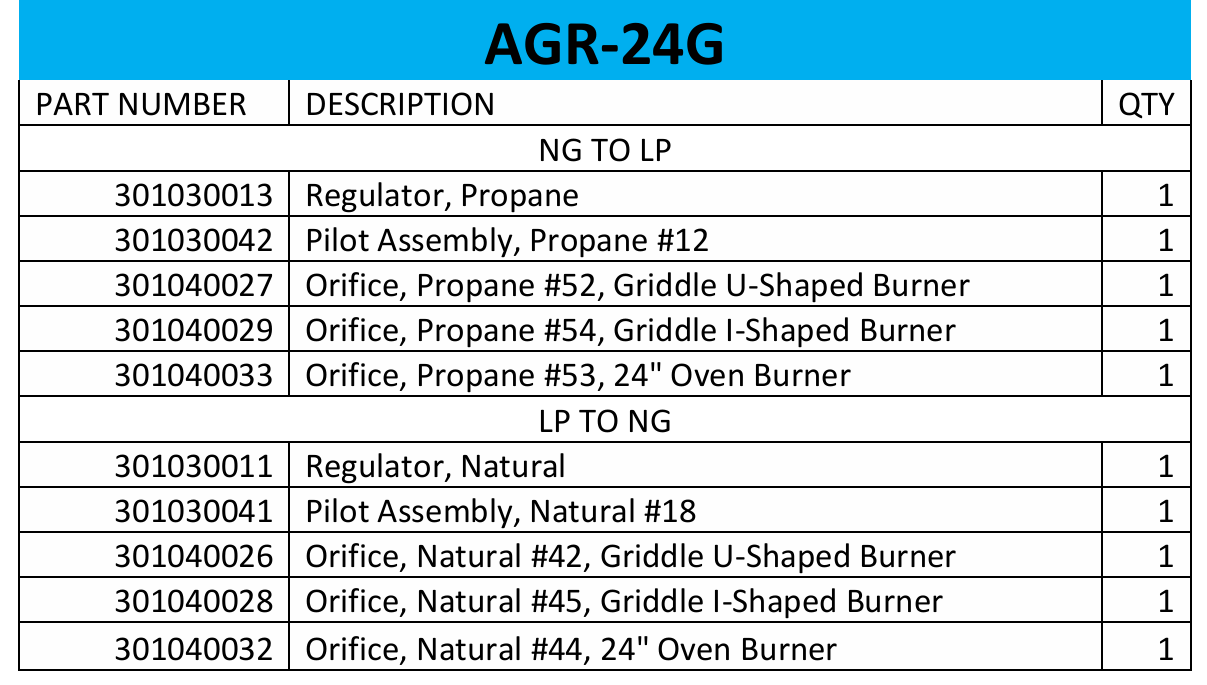 AGR-24G
PART NUMBER DESCRIPTION QTY
NG TO LP
301030013 Regulator, Propane 1
301030042 Pilot Assembly, Propane #12 1
301040027 Orifice, Propane #52, Griddle U-Shaped Burner 1
301040029 Orifice, Propane #54, Griddle I-Shaped Burner 1
301040033 Orifice, Propane #53, 24" Oven Burner 1
LP TO NG
301030011 Regulator, Natural 1
301030041 Pilot Assembly, Natural #18 1
301040026 Orifice, Natural #42, Griddle U-Shaped Burner 1
301040028 Orifice, Natural #45, Griddle I-Shaped Burner 1
301040032 Orifice, Natural #44, 24" Oven Burner 1